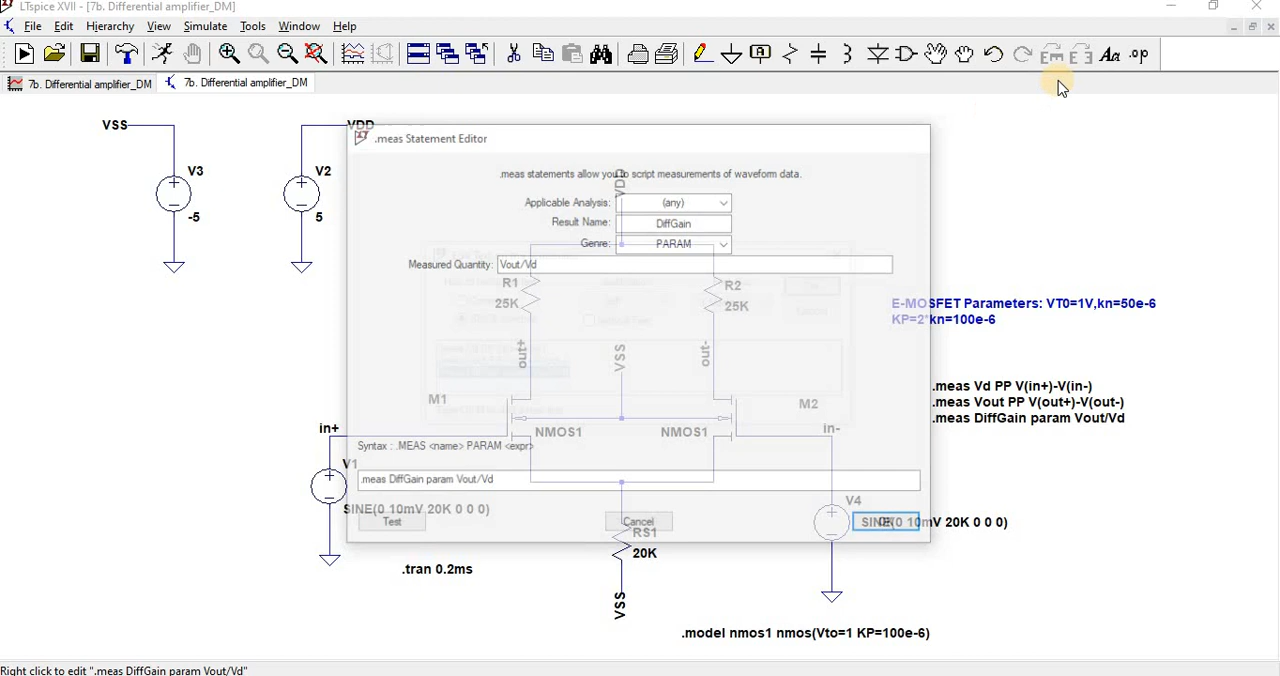 LTspice XVII - [7b. Differential amplifier_DM]
File Edit Hierarchy View Simulate Tools Window Help
Aa .op
7b. Differential amplifier_DM 7b. Differential amplifier_DM
VSS VDD
.meas Statement Editor
V3 V2
-5 5
.meas statements allow you to script measurements of waveform data.
VDD
Applicable Analysis: (any)
Result Name: DiffGain
Genre: PARAM
Measured Quantity: Vout/Vd
R1 R2
25K 25K
E-MOSFET Parameters: VT0=1V,kn=50e-6
KP=2*kn=100e-6
out+ VSS out-
.meas Vd PP V(in+)-V(in-)
.meas Vout PP V(out+)-V(out-)
.meas DiffGain param Vout/Vd
M1 M2
in+ NMOS1 NMOS1 in-
Syntax : .MEAS <name> PARAM <expr>
V1
.meas DiffGain param Vout/Vd
V4
SINE(0 10mV 20K 0 0 0)
Test Cancel SINE(0 10mV 20K 0 0 0)
RS1
20K
.tran 0.2ms
VSS
.model nmos1 nmos(Vto=1 KP=100e-6)
Right click to edit ".meas DiffGain param Vout/Vd"